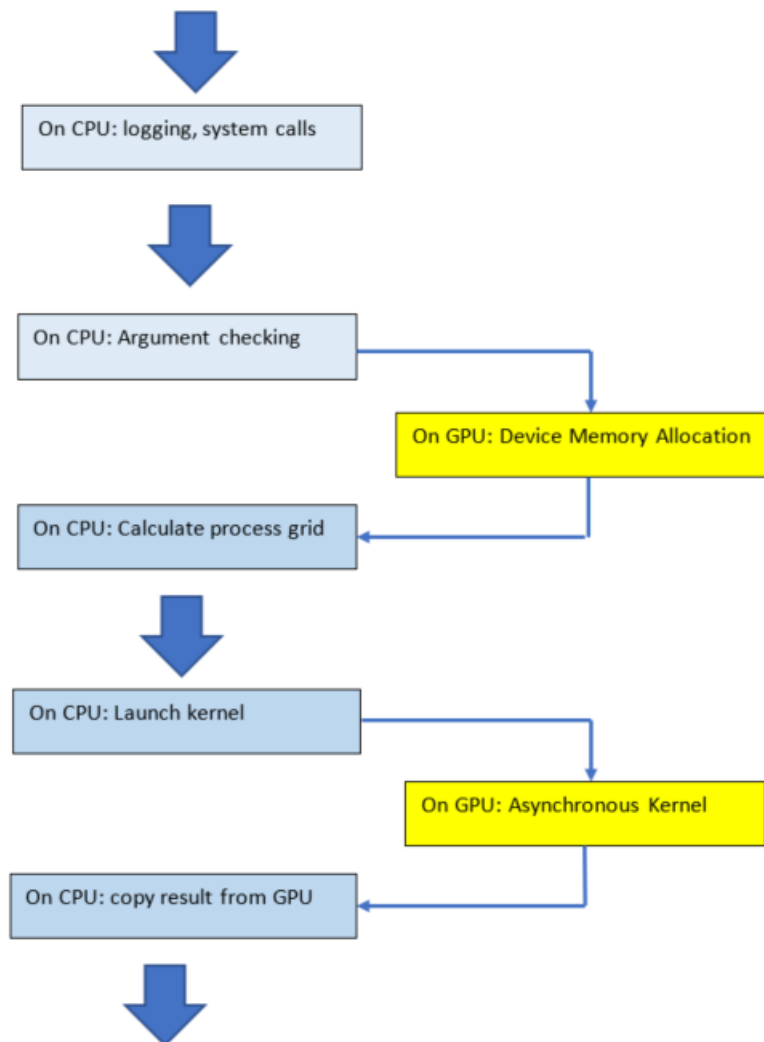 On CPU: logging, system calls
On CPU: Argument checking
On GPU: Device Memory Allocation
On CPU: Calculate process grid
On CPU: Launch kernel
On GPU: Asynchronous Kernel
On CPU: copy result from GPU